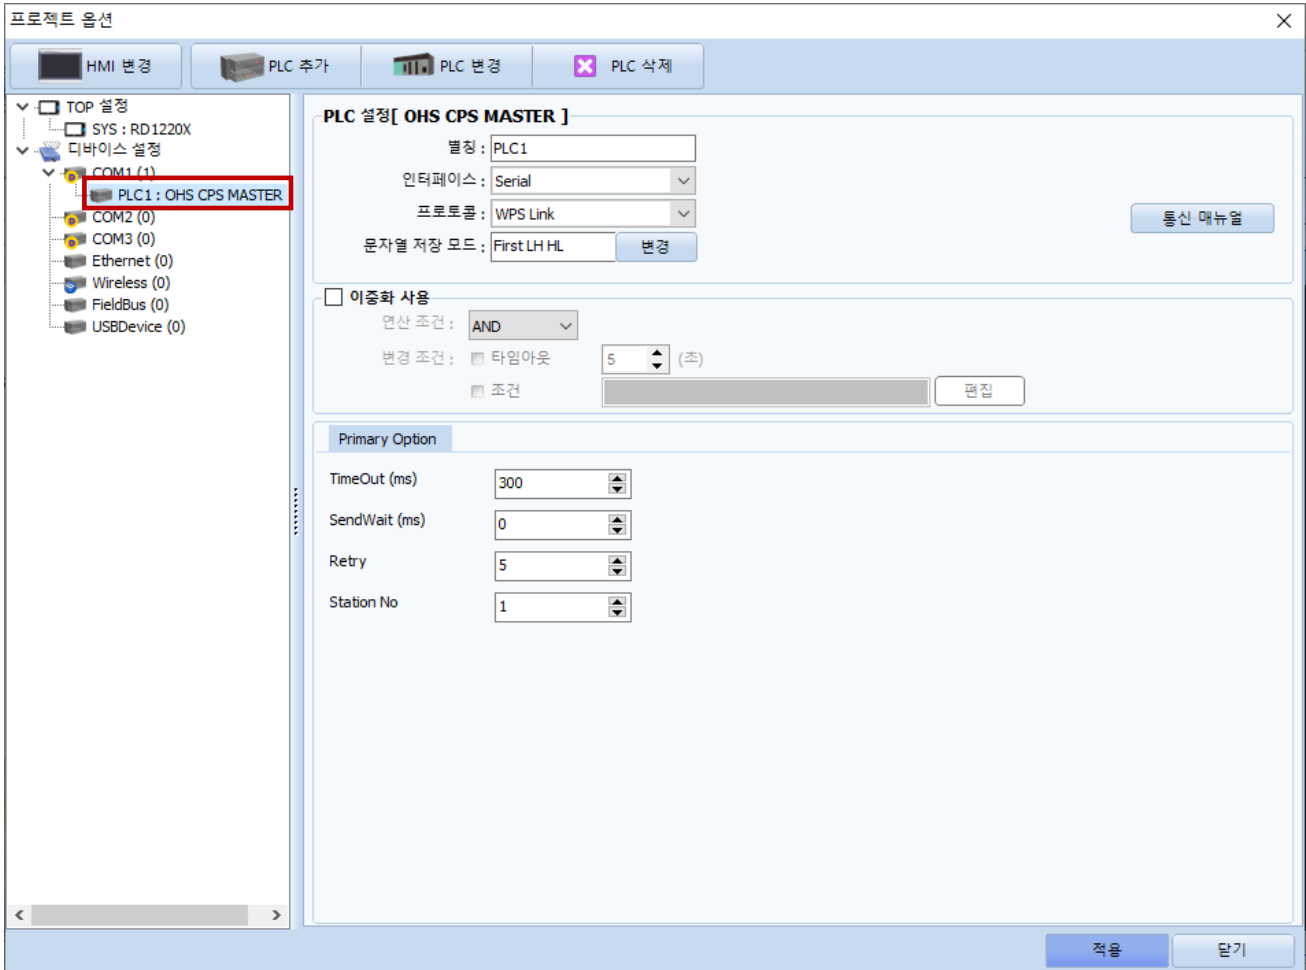 프로젝트 옵션
HMI 변경
PLC 추가
PLC 변경
PLC 삭제
TOP 설정
SYS : RD1220X
디바이스 설정
COM1 (1)
PLC1 : OHS CPS MASTER
COM2 (0)
COM3 (0)
Ethernet (0)
Wireless (0)
FieldBus (0)
USBDevice (0)
PLC 설정[ OHS CPS MASTER ]
별칭 : PLC1
인터페이스 : Serial
프로토콜 : WPS Link
통신 매뉴얼
문자열 저장 모드 : First LH HL 변경
이중화 사용
연산 조건 : AND
변경 조건 : 타임아웃 5 (초)
조건 편집
Primary Option
TimeOut (ms) 300
SendWait (ms) 0
Retry 5
Station No 1
적용
닫기